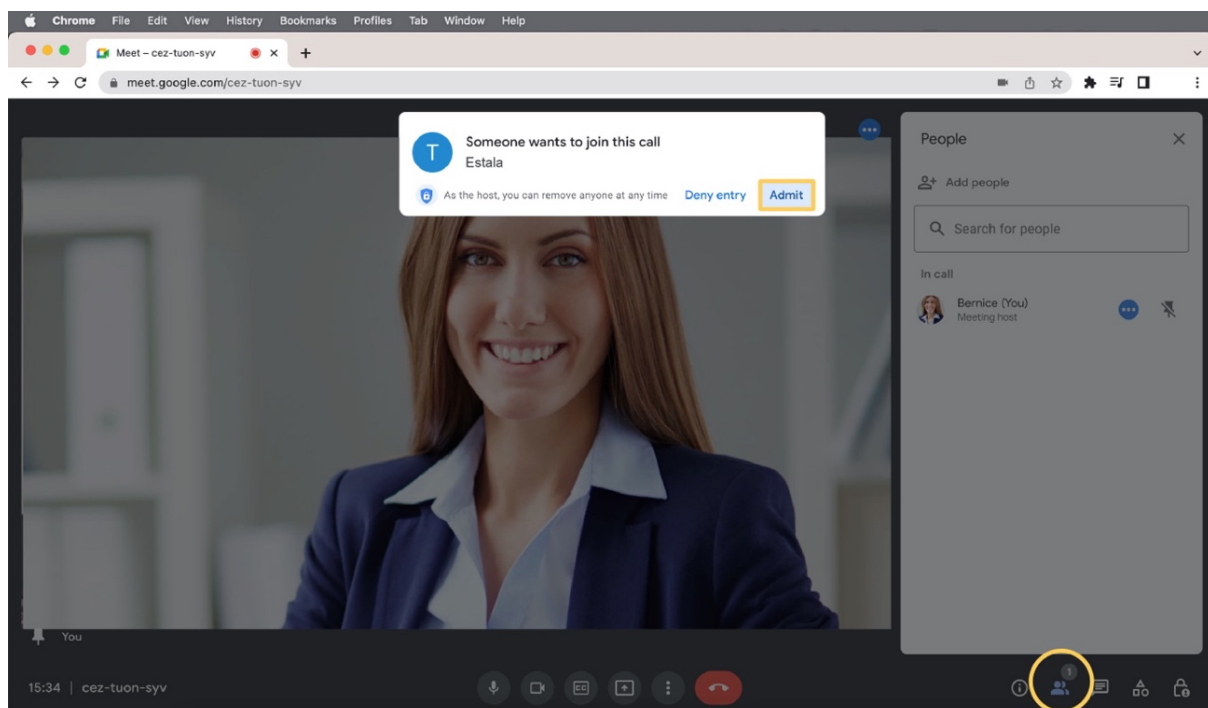 Chrome File Edit View History Bookmarks Profiles Tab Window Help
Meet – cez-tuon-syv
meet.google.com/cez-tuon-syv
T
Someone wants to join this call
Estala
As the host, you can remove anyone at any time Deny entry Admit
People
Add people
Search for people
In call
Bernice (You)
Meeting host
You
15:34 | cez-tuon-syv
CC
1